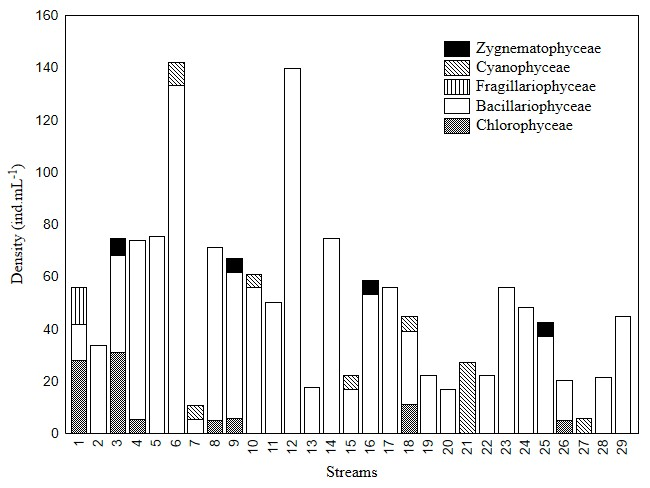 160
140
120
100
80
60
40
20
0
Density (ind.mL-1)
Zygnematophyceae
Cyanophyceae
Fragillariophyceae
Bacillariophyceae
Chlorophyceae
1 2 3 4 5 6 7 8 9 10 11 12 13 14 15 16 17 18 19 20 21 22 23 24 25 26 27 28 29
Streams